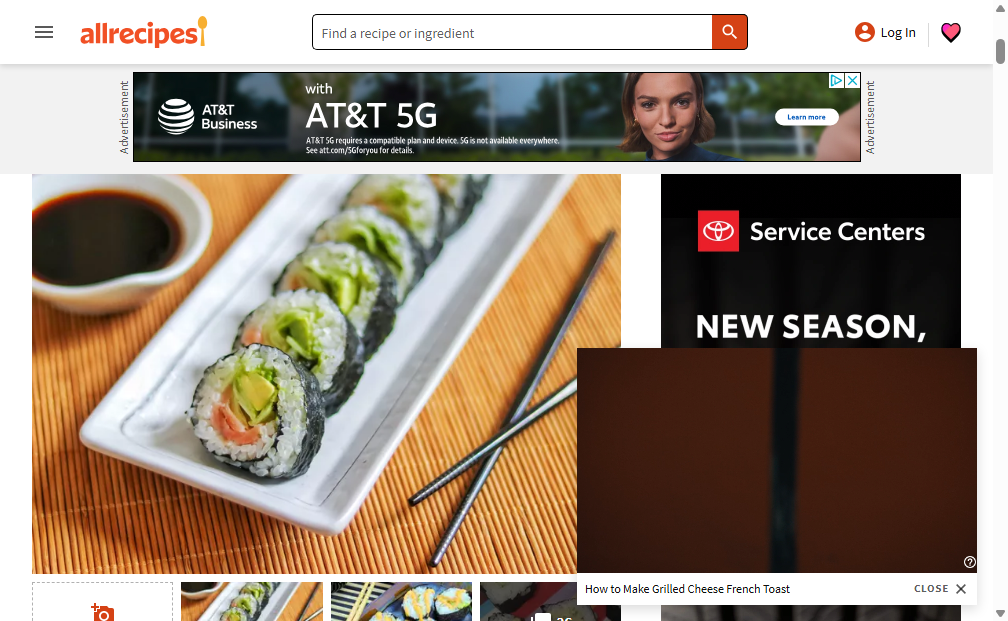 allrecipes
Find a recipe or ingredient
Log In
Advertisement
AT&T
Business
with
AT&T 5G
AT&T 5G requires a compatible plan and device. 5G is not available everywhere.
See att.com/5Gforyou for details.
Learn more
Advertisement
Service Centers
NEW SEASON,
How to Make Grilled Cheese French Toast
CLOSE